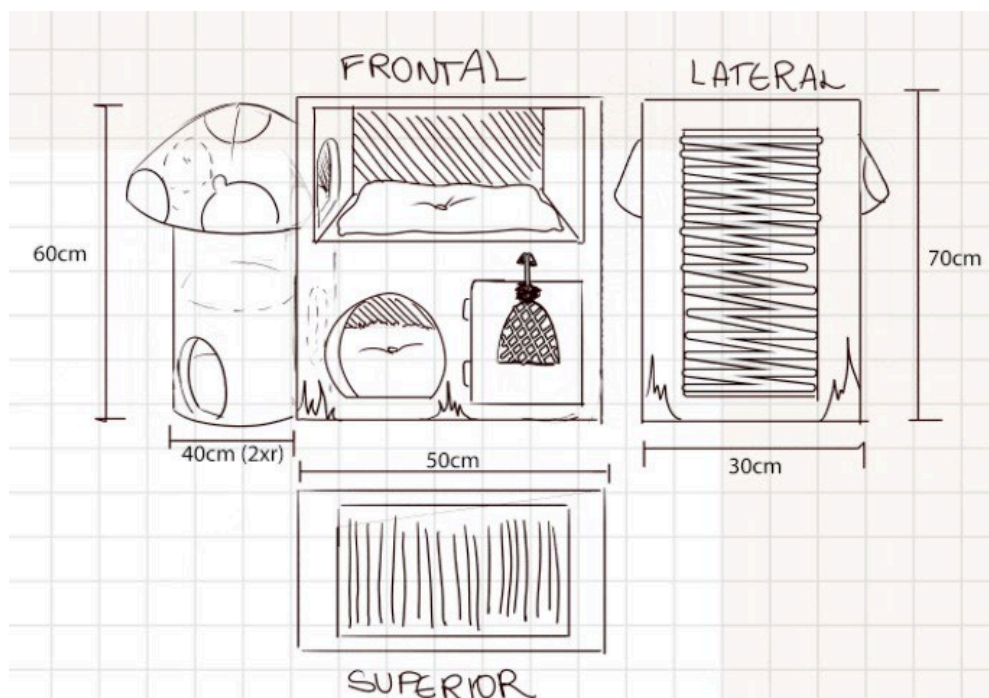 FRONTAL
LATERAL
60cm
70cm
40cm (2xr)
50cm
30cm
SUPERIOR